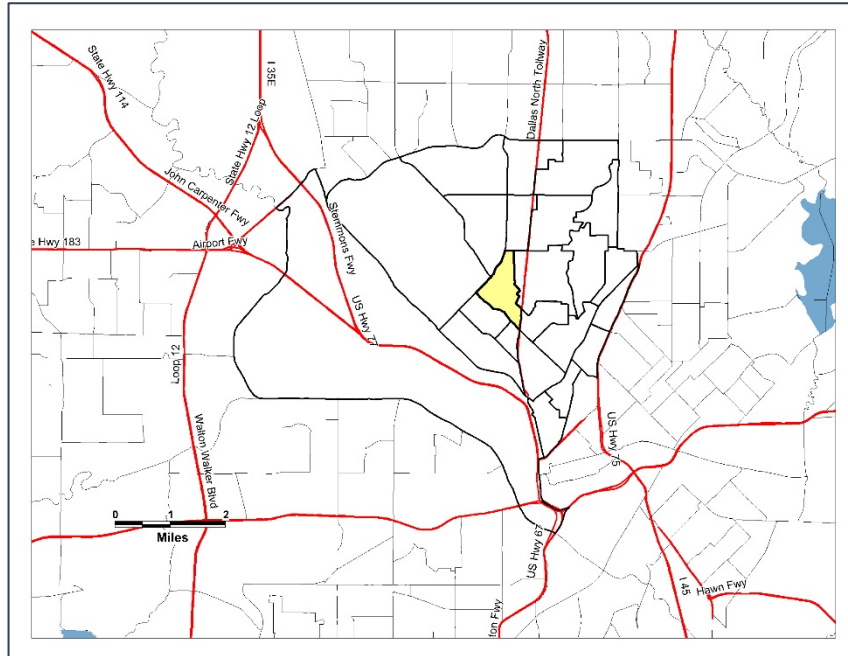 State Hwy 114
I 35E
Dallas North Tollway
State Hwy 12 Loop
John Carpenter Fwy
Stemmons Fwy
e Hwy 183
Airport Fwy
US Hwy 77
Loop 12
US Hwy 75
Walton Walker Blvd
0 1 2
Miles
US Hwy 67
I 45
Hawn Fwy
ton Fwy